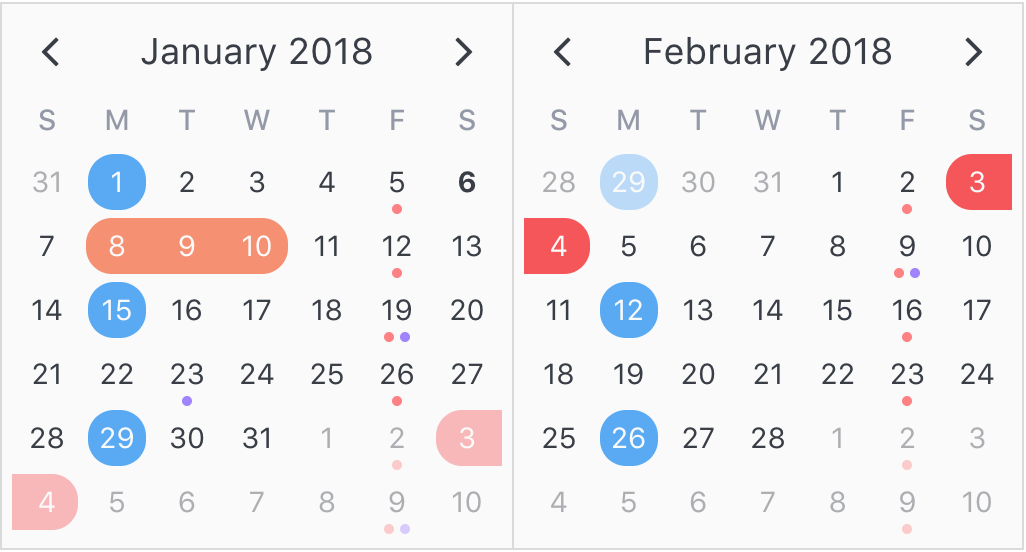 January 2018
S M T W T F S
31 1 2 3 4 5 6
7 8 9 10 11 12 13
14 15 16 17 18 19 20
21 22 23 24 25 26 27
28 29 30 31 1 2 3
4 5 6 7 8 9 10
February 2018
S M T W T F S
28 29 30 31 1 2 3
4 5 6 7 8 9 10
11 12 13 14 15 16 17
18 19 20 21 22 23 24
25 26 27 28 1 2 3
4 5 6 7 8 9 10